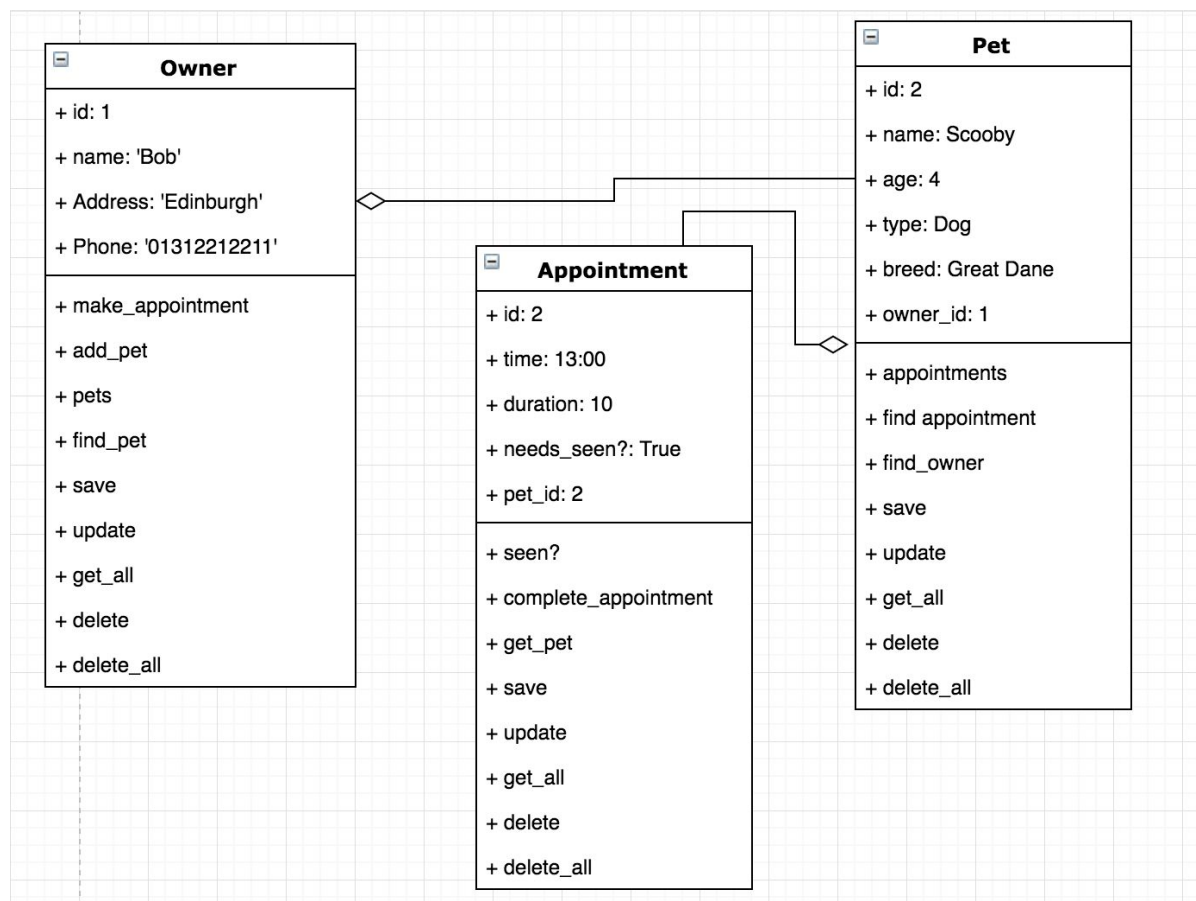 Owner
+ id: 1
+ name: 'Bob'
+ Address: 'Edinburgh'
+ Phone: '01312212211'
+ make_appointment
+ add_pet
+ pets
+ find_pet
+ save
+ update
+ get_all
+ delete
+ delete_all
Appointment
+ id: 2
+ time: 13:00
+ duration: 10
+ needs_seen?: True
+ pet_id: 2
+ seen?
+ complete_appointment
+ get_pet
+ save
+ update
+ get_all
+ delete
+ delete_all
Pet
+ id: 2
+ name: Scooby
+ age: 4
+ type: Dog
+ breed: Great Dane
+ owner_id: 1
+ appointments
+ find appointment
+ find_owner
+ save
+ update
+ get_all
+ delete
+ delete_all